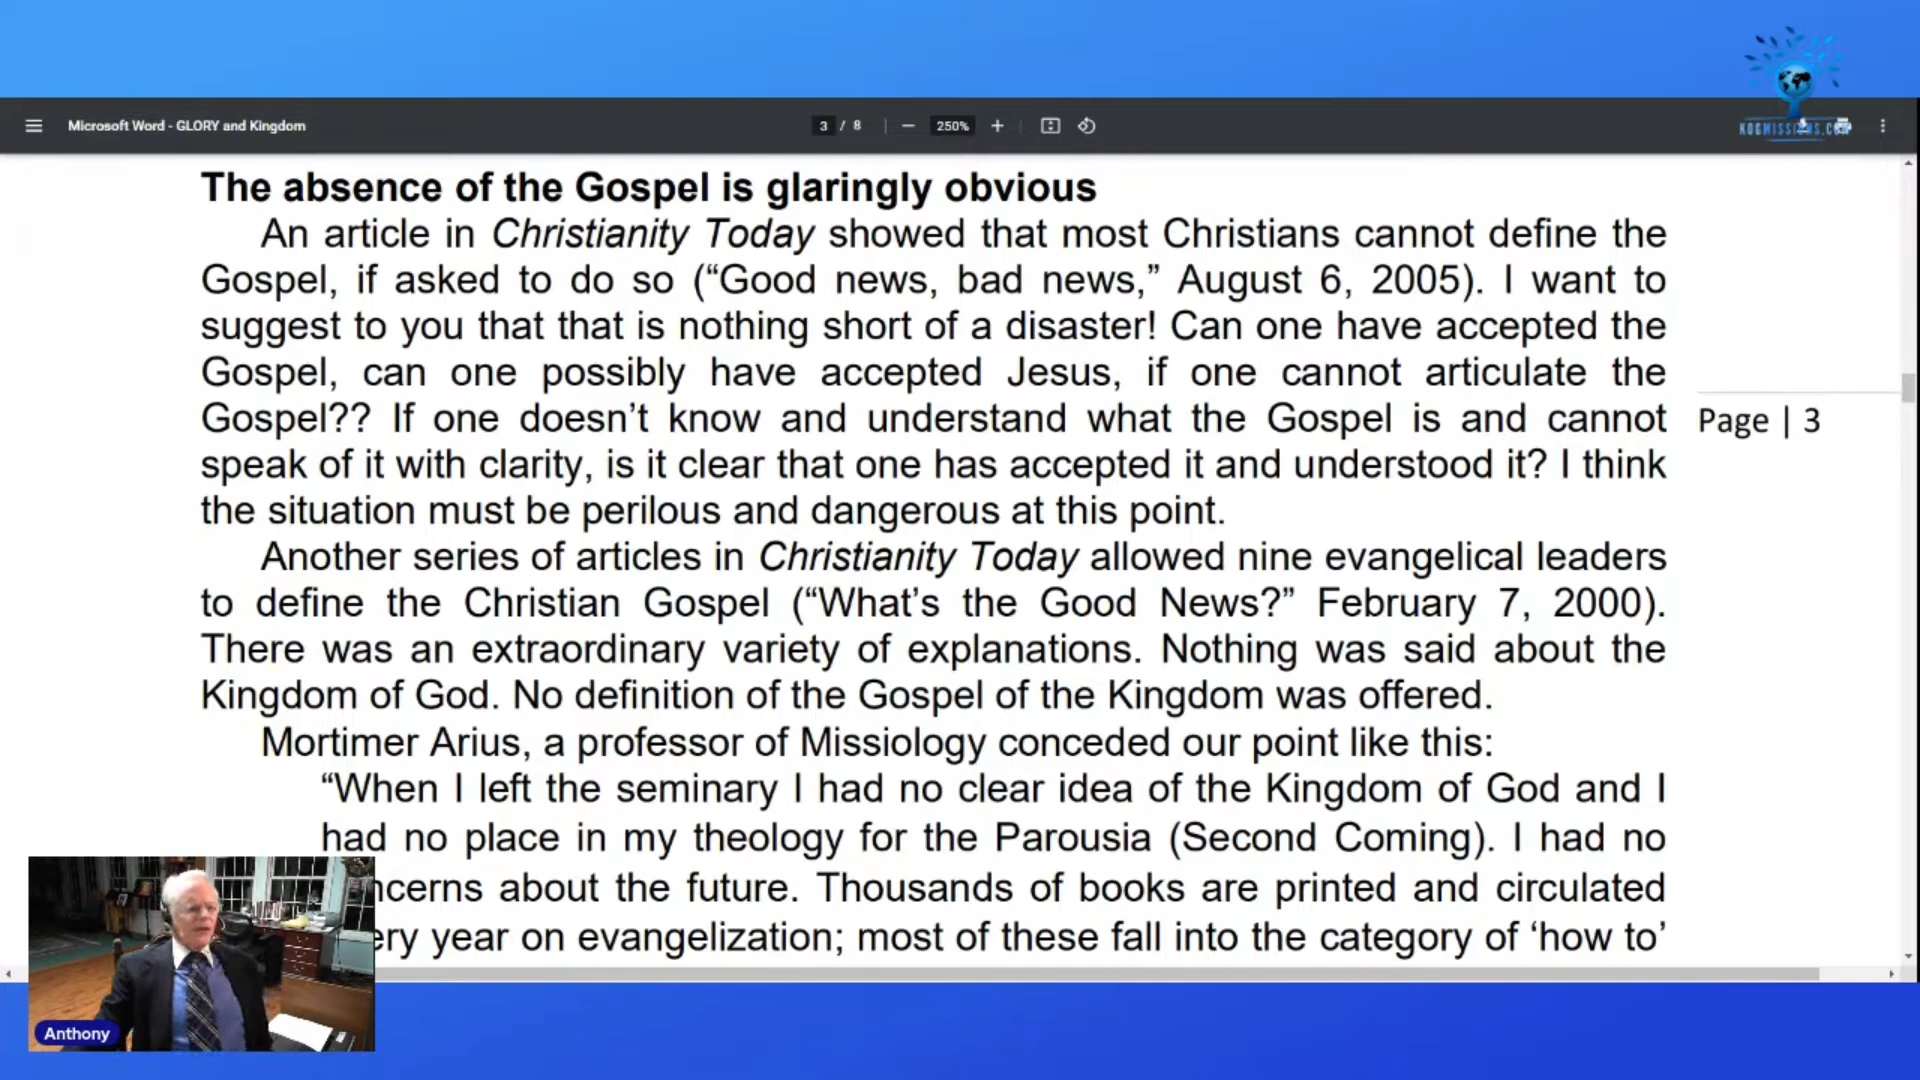 Microsoft Word - GLORY and Kingdom
3 / 8
250%
The absence of the Gospel is glaringly obvious
An article in Christianity Today showed that most Christians cannot define the
Gospel, if asked to do so (“Good news, bad news,” August 6, 2005). I want to
suggest to you that that is nothing short of a disaster! Can one have accepted the
Gospel, can one possibly have accepted Jesus, if one cannot articulate the
Gospel?? If one doesn’t know and understand what the Gospel is and cannot
speak of it with clarity, is it clear that one has accepted it and understood it? I think
the situation must be perilous and dangerous at this point.
Page | 3
Another series of articles in Christianity Today allowed nine evangelical leaders
to define the Christian Gospel (“What’s the Good News?” February 7, 2000).
There was an extraordinary variety of explanations. Nothing was said about the
Kingdom of God. No definition of the Gospel of the Kingdom was offered.
Mortimer Arius, a professor of Missiology conceded our point like this:
“When I left the seminary I had no clear idea of the Kingdom of God and I
had no place in my theology for the Parousia (Second Coming). I had no
ncerns about the future. Thousands of books are printed and circulated
ery year on evangelization; most of these fall into the category of ‘how to’
Anthony